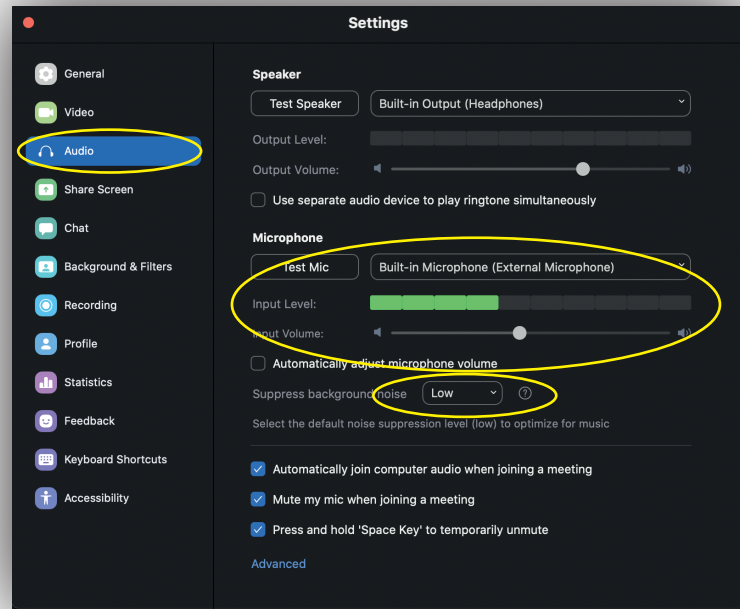 Settings
General
Video
Audio
Share Screen
Chat
Background & Filters
Recording
Profile
Statistics
Feedback
Keyboard Shortcuts
Accessibility
Speaker
Test Speaker
Built-in Output (Headphones)
Output Level:
Output Volume:
Use separate audio device to play ringtone simultaneously
Microphone
Test Mic
Built-in Microphone (External Microphone)
Input Level:
Input Volume:
Automatically adjust microphone volume
Suppress background noise
Low
?
Select the default noise suppression level (low) to optimize for music
Automatically join computer audio when joining a meeting
Mute my mic when joining a meeting
Press and hold 'Space Key' to temporarily unmute
Advanced